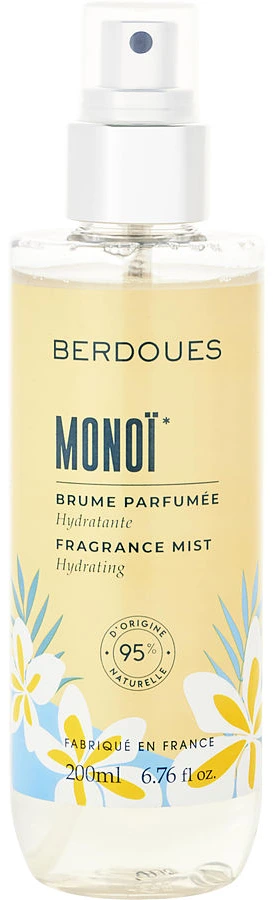 BERDOUES
MONOÏ*
BRUME PARFUMÉE
Hydratante
FRAGRANCE MIST
Hydrating
D'ORIGINE
95%
NATURELLE
FABRIQUÉ EN FRANCE
200ml 6.76 fl oz.